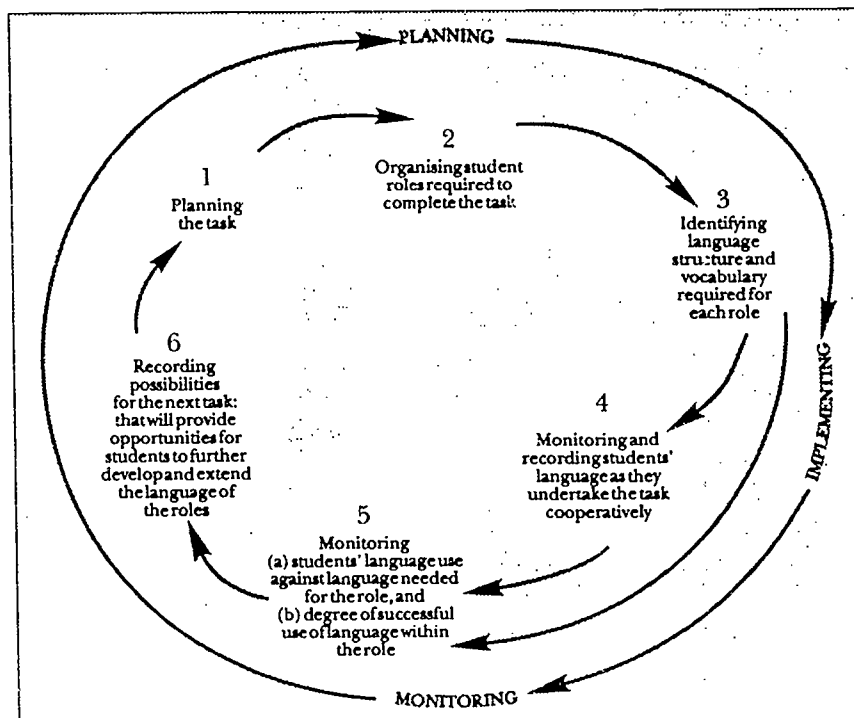 PLANNING
1
Planning
the task
2
Organising student
roles required to
complete the task
3
Identifying
language
structure and
vocabulary
required for
each role
IMPLEMENTING
4
Monitoring and
recording students'
language as they
undertake the task
cooperatively
5
Monitoring
(a) students' language use
against language needed
for the role, and
(b) degree of successful
use of language within
the role
6
Recording
possibilities
for the next task:
that will provide
opportunities for
students to further
develop and extend
the language of
the roles
MONITORING